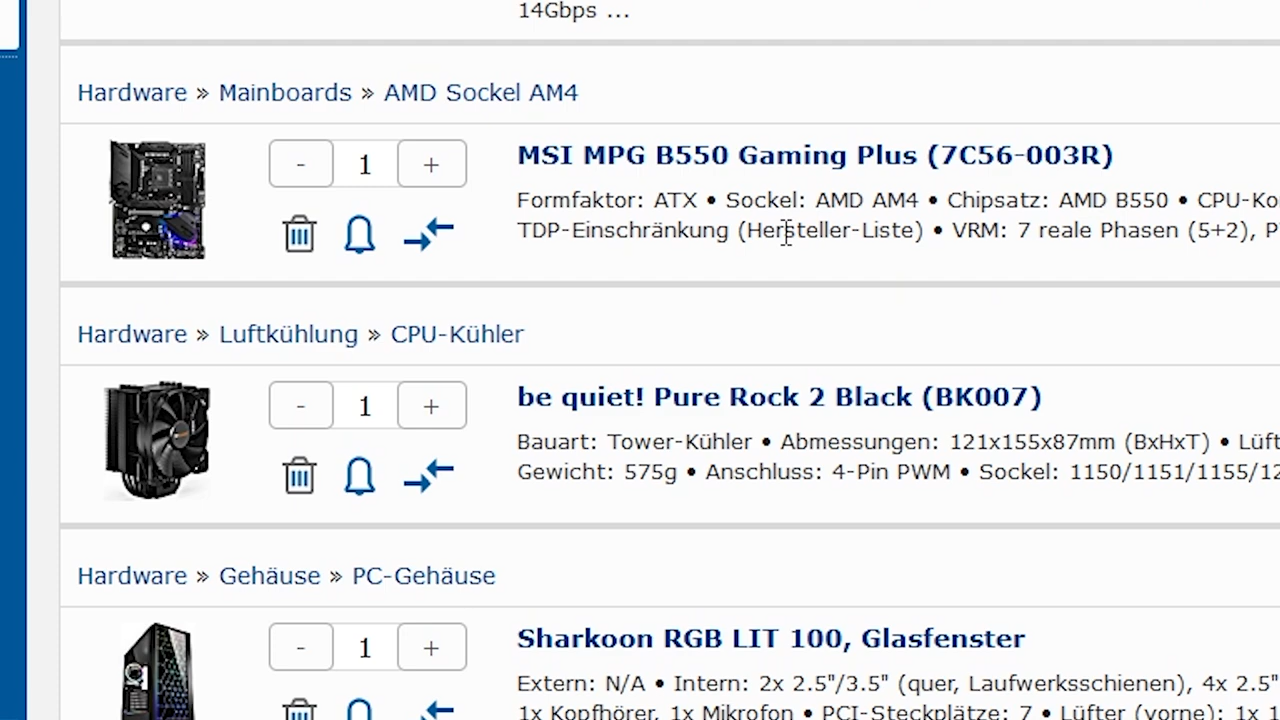 14Gbps ...
Hardware » Mainboards » AMD Sockel AM4
- 1 +
MSI MPG B550 Gaming Plus (7C56-003R)
Formfaktor: ATX • Sockel: AMD AM4 • Chipsatz: AMD B550 • CPU-Ko
TDP-Einschränkung (Hersteller-Liste) • VRM: 7 reale Phasen (5+2), P
Hardware » Luftkühlung » CPU-Kühler
- 1 +
be quiet! Pure Rock 2 Black (BK007)
Bauart: Tower-Kühler • Abmessungen: 121x155x87mm (BxHxT) • Lüft
Gewicht: 575g • Anschluss: 4-Pin PWM • Sockel: 1150/1151/1155/12
Hardware » Gehäuse » PC-Gehäuse
- 1 +
Sharkoon RGB LIT 100, Glasfenster
Extern: N/A • Intern: 2x 2.5"/3.5" (quer, Laufwerksschienen), 4x 2.5"
1x Kopfhörer, 1x Mikrofon • PCI-Steckplätze: 7 • Lüfter (vorne): 1x 1